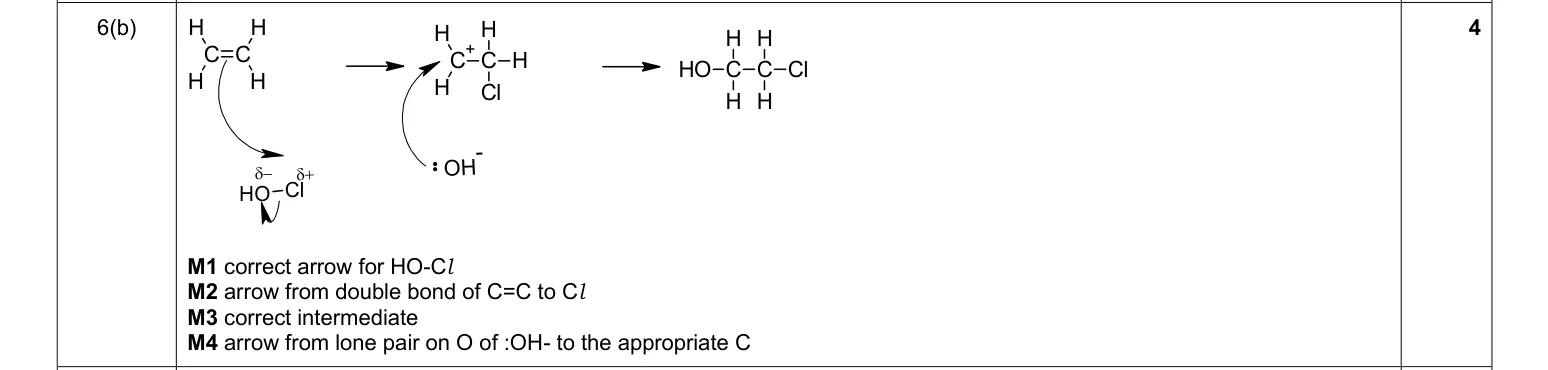 6(b)
4
H H H H H H
C=C C+–C–H HO–C–C–Cl
H H H Cl H H
:OH-
δ– δ+
HO–Cl
M1 correct arrow for HO-Cl
M2 arrow from double bond of C=C to Cl
M3 correct intermediate
M4 arrow from lone pair on O of :OH- to the appropriate C